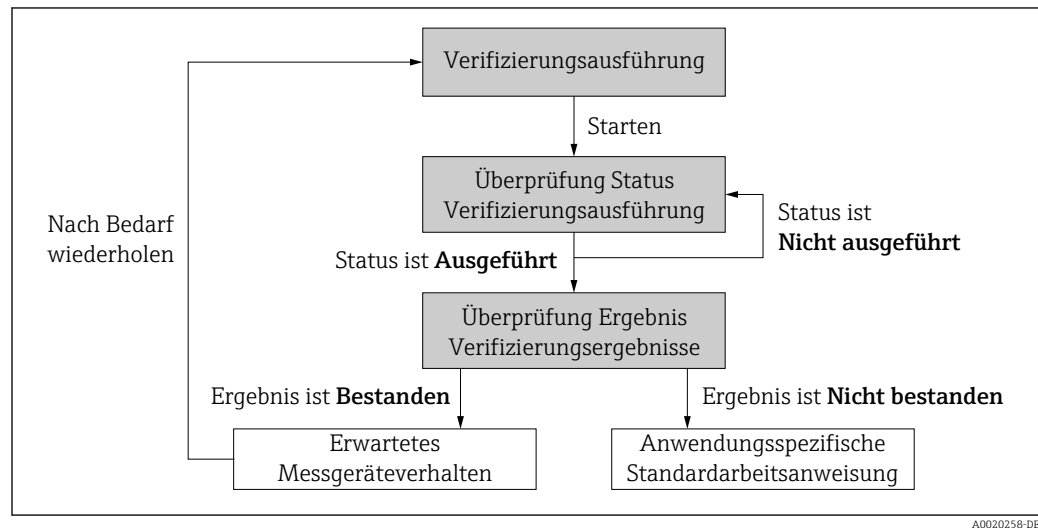 Verifizierungsausführung
Starten
Überprüfung Status
Verifizierungsausführung
Status ist
Nicht ausgeführt
Nach Bedarf
wiederholen
Status ist Ausgeführt
Überprüfung Ergebnis
Verifizierungsergebnisse
Ergebnis ist Bestanden
Ergebnis ist Nicht bestanden
Erwartetes
Messgeräteverhalten
Anwendungsspezifische
Standardarbeitsanweisung
A0020258-DE